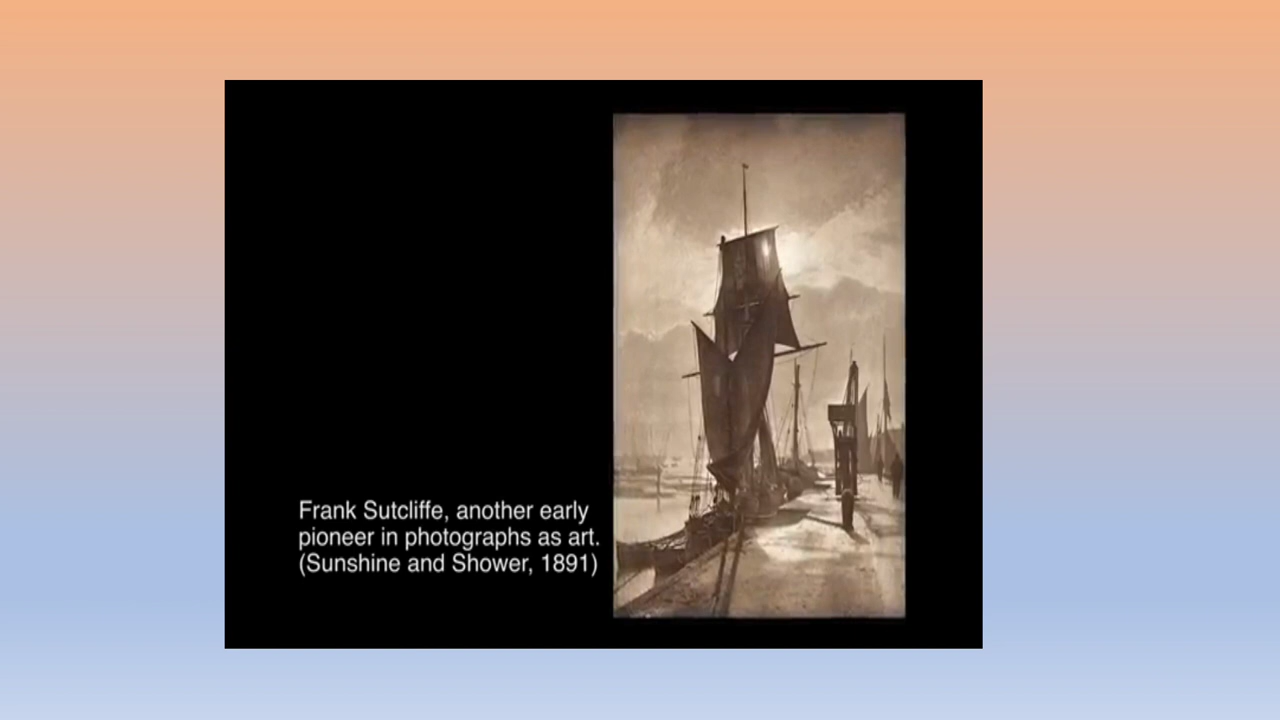 Frank Sutcliffe, another early
pioneer in photographs as art.
(Sunshine and Shower, 1891)